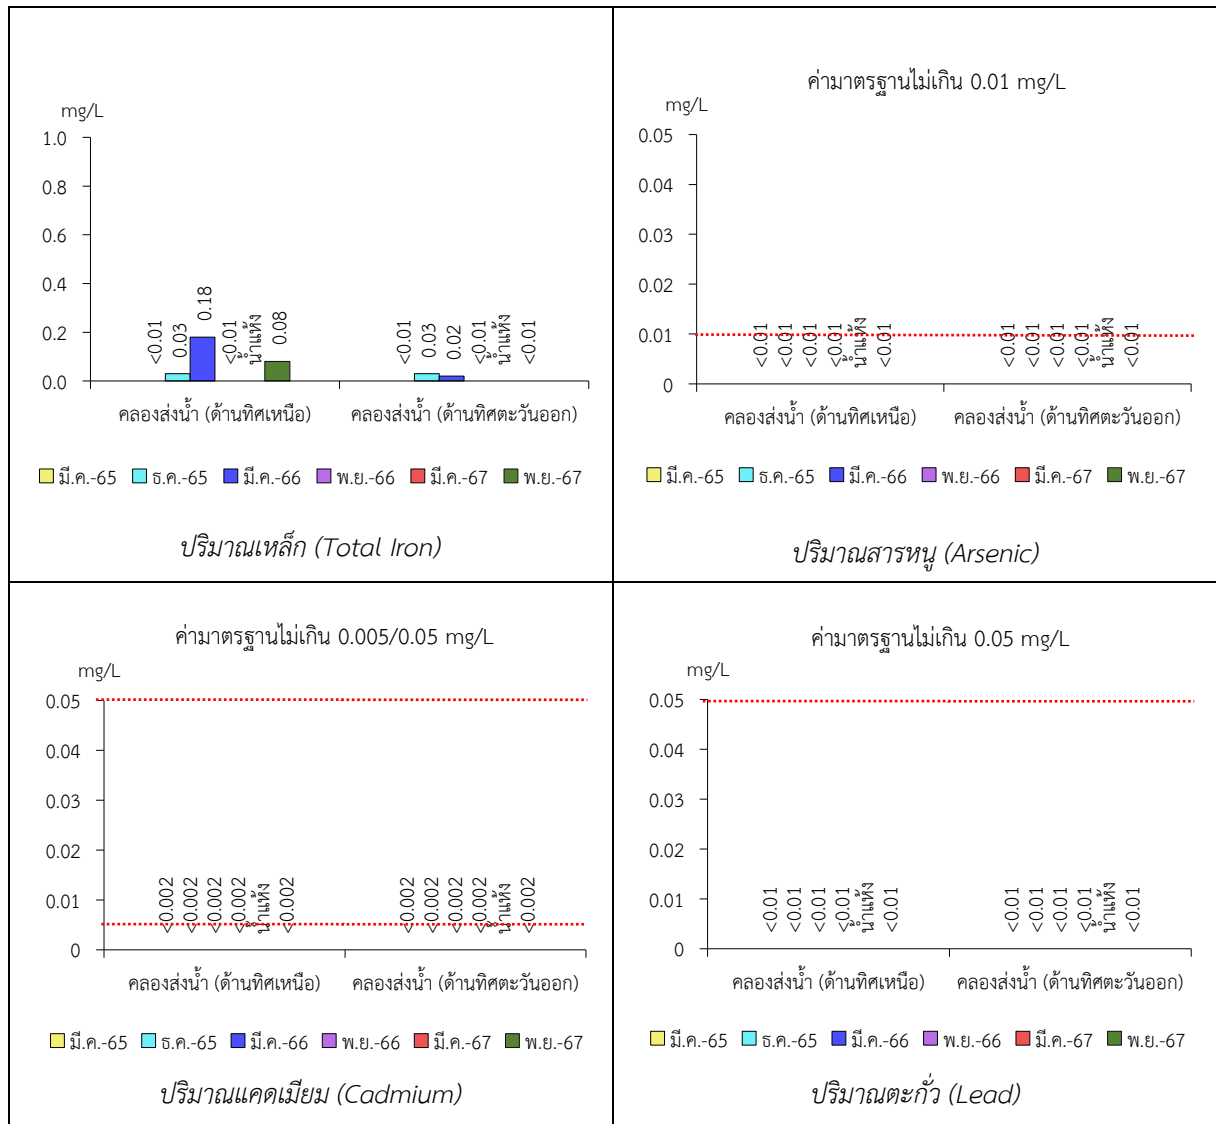 mg/L
1.0
0.8
0.6
0.4
0.2
0.0
<0.01 0.03 0.18 <0.01 น้ำแห้ง 0.08 <0.01 0.03 0.02 <0.01 น้ำแห้ง <0.01
คลองส่งน้ำ (ด้านทิศเหนือ) คลองส่งน้ำ (ด้านทิศตะวันออก)
มี.ค.-65 ธ.ค.-65 มี.ค.-66 พ.ย.-66 มี.ค.-67 พ.ย.-67
ปริมาณเหล็ก (Total Iron)
ค่ามาตรฐานไม่เกิน 0.01 mg/L
mg/L
0.05
0.04
0.03
0.02
0.01
0
<0.01 <0.01 <0.01 <0.01 น้ำแห้ง <0.01 <0.01 <0.01 <0.01 <0.01 น้ำแห้ง <0.01
คลองส่งน้ำ (ด้านทิศเหนือ) คลองส่งน้ำ (ด้านทิศตะวันออก)
มี.ค.-65 ธ.ค.-65 มี.ค.-66 พ.ย.-66 มี.ค.-67 พ.ย.-67
ปริมาณสารหนู (Arsenic)
ค่ามาตรฐานไม่เกิน 0.005/0.05 mg/L
mg/L
0.05
0.04
0.03
0.02
0.01
0
<0.002 <0.002 <0.002 <0.002 น้ำแห้ง <0.002 <0.002 <0.002 <0.002 <0.002 น้ำแห้ง <0.002
คลองส่งน้ำ (ด้านทิศเหนือ) คลองส่งน้ำ (ด้านทิศตะวันออก)
มี.ค.-65 ธ.ค.-65 มี.ค.-66 พ.ย.-66 มี.ค.-67 พ.ย.-67
ปริมาณแคดเมียม (Cadmium)
ค่ามาตรฐานไม่เกิน 0.05 mg/L
mg/L
0.05
0.04
0.03
0.02
0.01
0
<0.01 <0.01 <0.01 <0.01 น้ำแห้ง <0.01 <0.01 <0.01 <0.01 <0.01 น้ำแห้ง <0.01
คลองส่งน้ำ (ด้านทิศเหนือ) คลองส่งน้ำ (ด้านทิศตะวันออก)
มี.ค.-65 ธ.ค.-65 มี.ค.-66 พ.ย.-66 มี.ค.-67 พ.ย.-67
ปริมาณตะกั่ว (Lead)